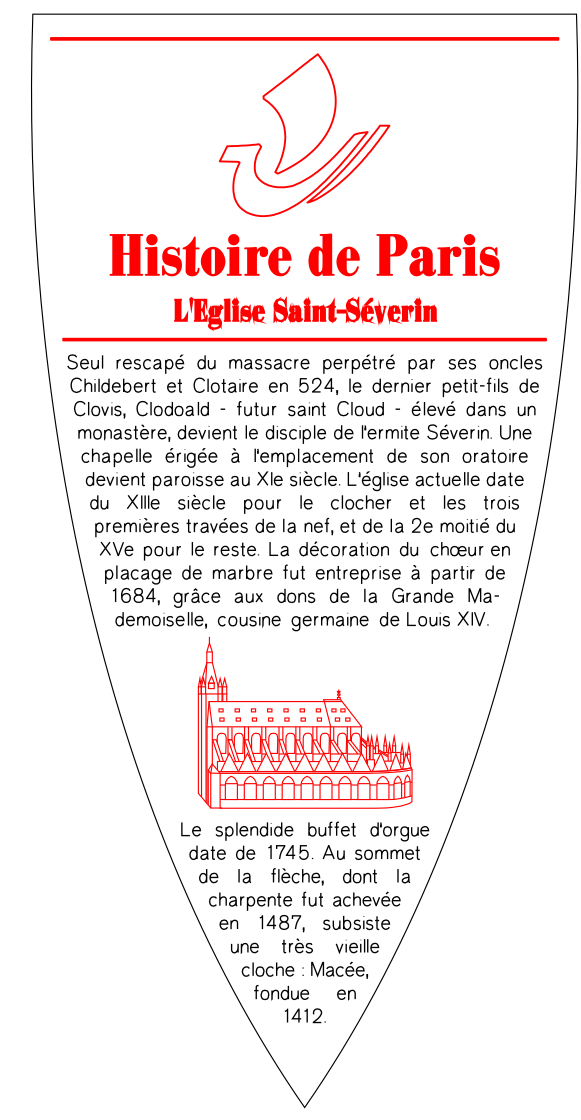 Histoire de Paris
L'Eglise Saint-Séverin
Seul rescapé du massacre perpétré par ses oncles
Childebert et Clotaire en 524, le dernier petit-fils de
Clovis, Clodoald - futur saint Cloud - élevé dans un
monastère, devient le disciple de l'ermite Séverin. Une
chapelle érigée à l'emplacement de son oratoire
devient paroisse au XIe siècle. L'église actuelle date
du XIIIe siècle pour le clocher et les trois
premières travées de la nef, et de la 2e moitié du
XVe pour le reste. La décoration du chœur en
placage de marbre fut entreprise à partir de
1684, grâce aux dons de la Grande Ma-
demoiselle, cousine germaine de Louis XIV.
Le splendide buffet d'orgue
date de 1745. Au sommet
de la flèche, dont la
charpente fut achevée
en 1487, subsiste
une très vieille
cloche : Macée,
fondue en
1412.